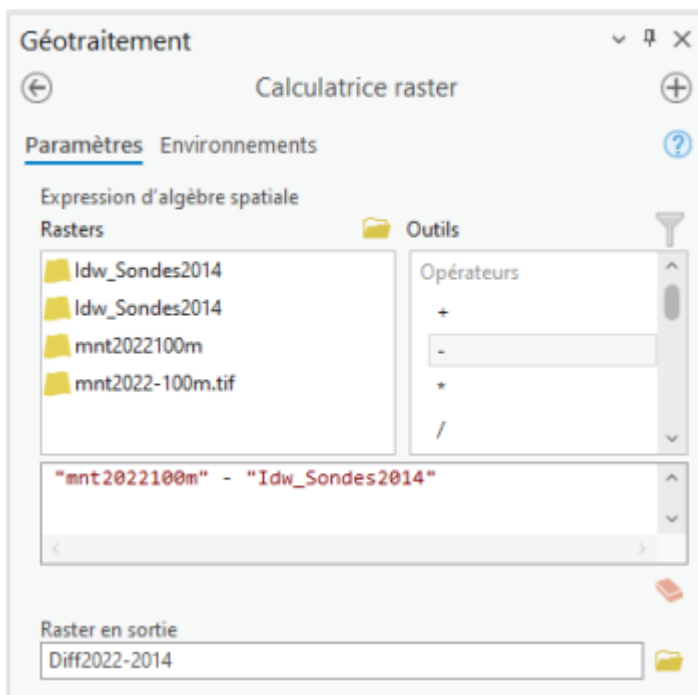 Géotraitement
Calculatrice raster
Paramètres Environnements
Expression d'algèbre spatiale
Rasters Outils
Idw_Sondes2014
Idw_Sondes2014
mnt2022100m
mnt2022-100m.tif
Opérateurs
+
-
*
/
"mnt2022100m" - "Idw_Sondes2014"
Raster en sortie
Diff2022-2014